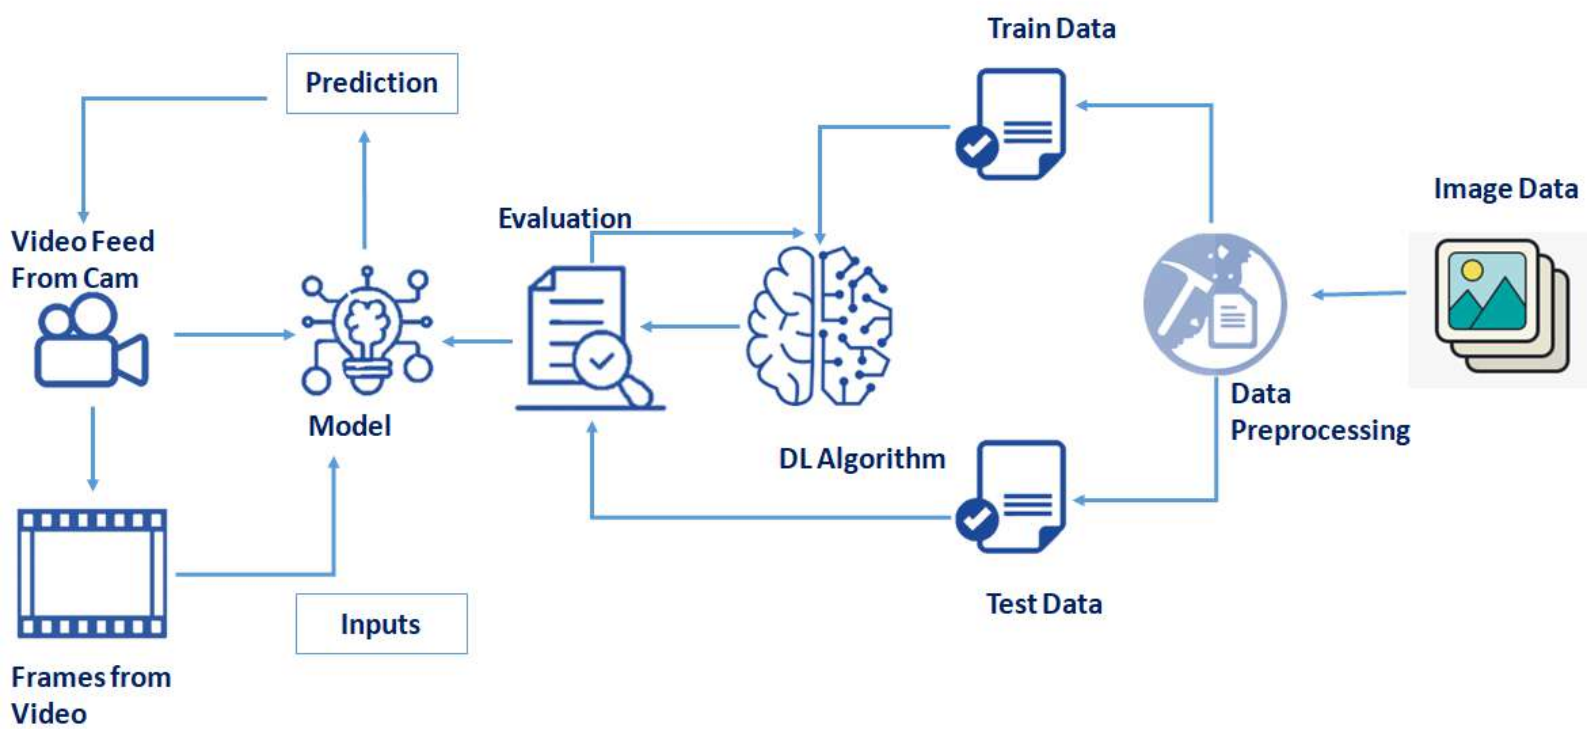 Train Data
Prediction
Image Data
Evaluation
Video Feed
From Cam
Data
Preprocessing
Model
DL Algorithm
Test Data
Inputs
Frames from
Video